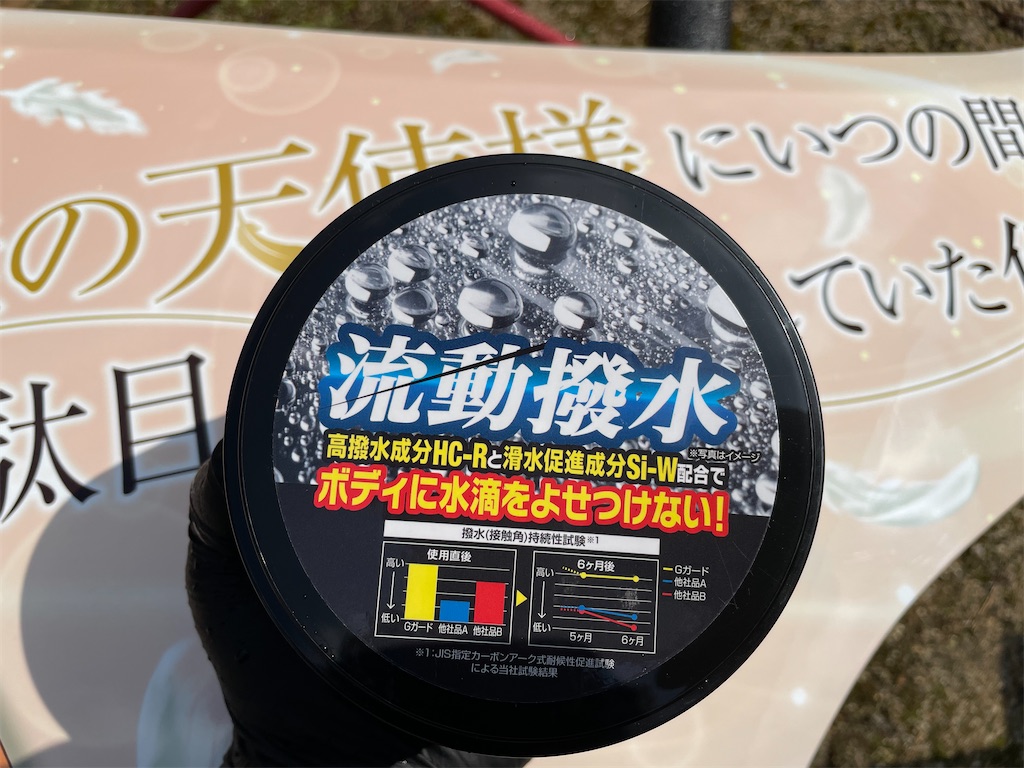 の天使様
にいつの間
ていた
駄目
流動撥水
※写真はイメージ
高撥水成分HC-Rと滑水促進成分Si-W配合で
ボディに水滴をよせつけない!
撥水(接触角)持続性試験※1
使用直後
高い
低い
Gガード 他社品A 他社品B
6ヶ月後
高い
低い
5ヶ月 6ヶ月
Gガード
他社品A
他社品B
※1:JIS指定カーボンアーク式耐候性促進試験
による当社試験結果